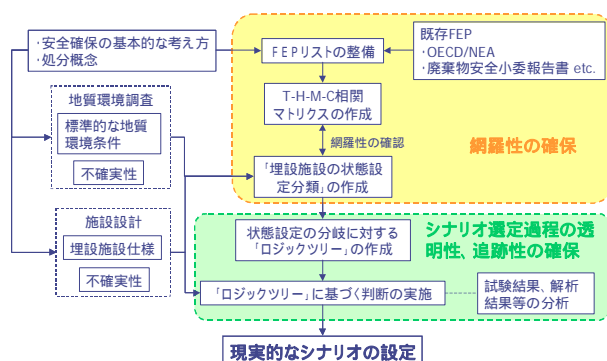 ・安全確保の基本的な考え方
・処分概念
FEPリストの整備
既存FEP
・OECD/NEA
・廃棄物安全小委報告書 etc.
地質環境調査
標準的な地質
環境条件
不確実性
T-H-M-C相関
マトリクスの作成
網羅性の確認
網羅性の確保
「埋設施設の状態設
定分類」の作成
施設設計
埋設施設仕様
不確実性
状態設定の分岐に対する
「ロジックツリー」の作成
シナリオ選定過程の透
明性、追跡性の確保
「ロジックツリー」に基づく判断の実施
試験結果、解析
結果等の分析
現実的なシナリオの設定